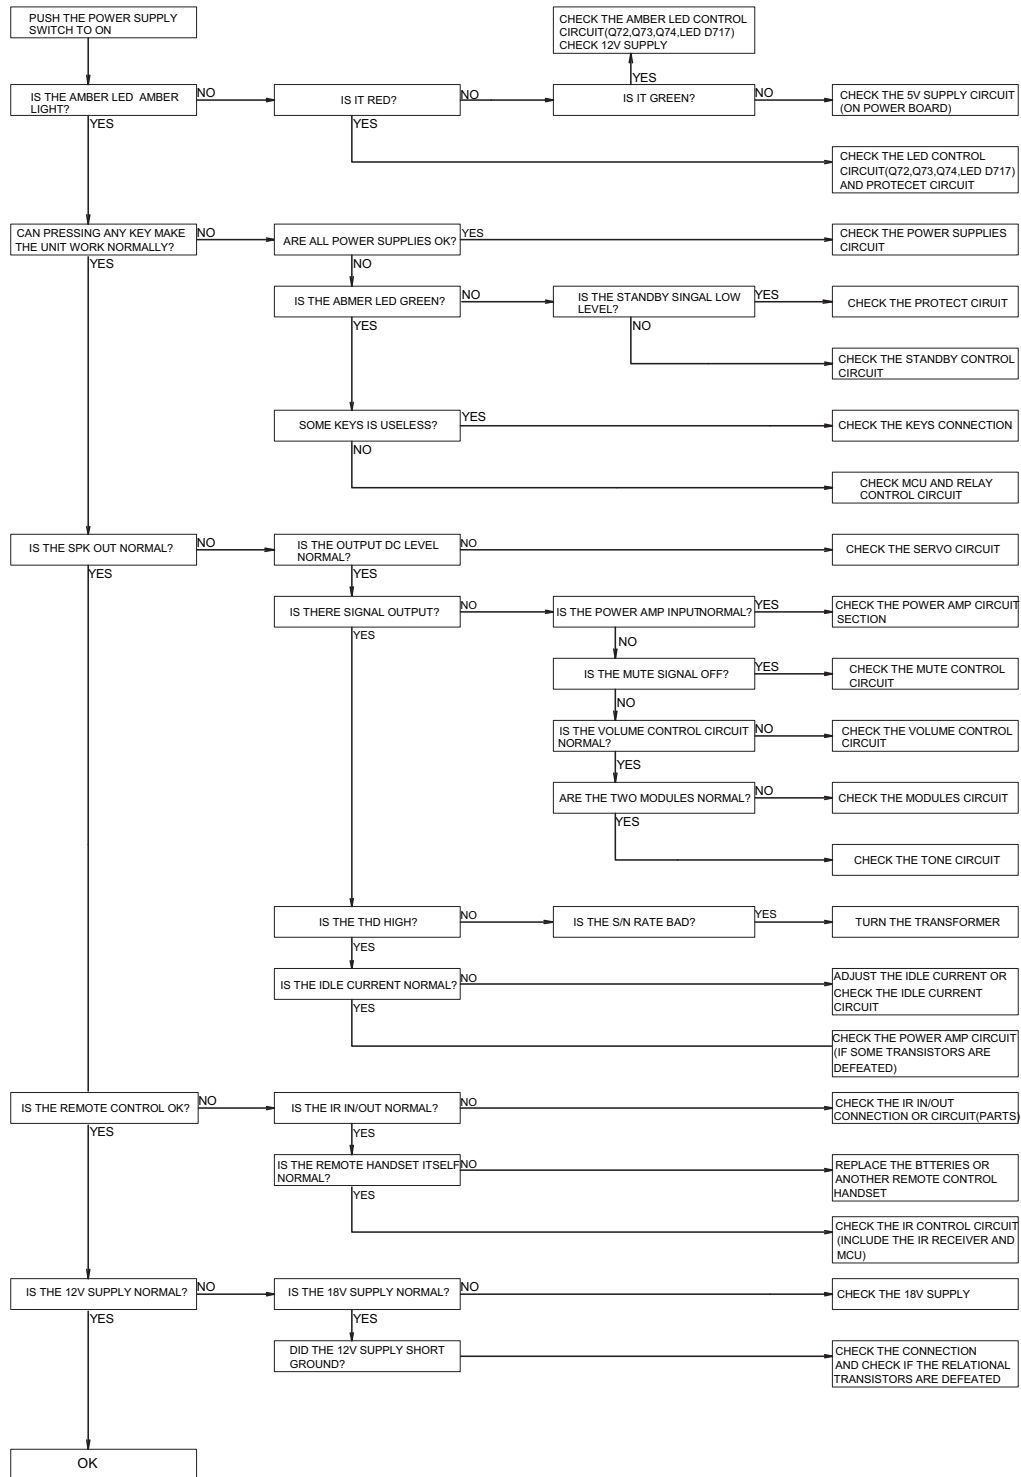 PUSH THE POWER SUPPLY
SWITCH TO ON
CHECK THE AMBER LED CONTROL
CIRCUIT(Q72,Q73,Q74,LED D717)
CHECK 12V SUPPLY
YES
IS THE AMBER LED AMBER
LIGHT?
NO
IS IT RED?
NO
IS IT GREEN?
NO
CHECK THE 5V SUPPLY CIRCUIT
(ON POWER BOARD)
YES
YES
CHECK THE LED CONTROL
CIRCUIT(Q72,Q73,Q74,LED D717)
AND PROTECET CIRCUIT
CAN PRESSING ANY KEY MAKE
THE UNIT WORK NORMALLY?
NO
ARE ALL POWER SUPPLIES OK?
YES
CHECK THE POWER SUPPLIES
CIRCUIT
YES
NO
IS THE ABMER LED GREEN?
NO
IS THE STANDBY SINGAL LOW
LEVEL?
YES
CHECK THE PROTECT CIRUIT
YES
NO
CHECK THE STANDBY CONTROL
CIRCUIT
SOME KEYS IS USELESS?
YES
CHECK THE KEYS CONNECTION
NO
CHECK MCU AND RELAY
CONTROL CIRCUIT
IS THE SPK OUT NORMAL?
NO
IS THE OUTPUT DC LEVEL
NORMAL?
NO
CHECK THE SERVO CIRCUIT
YES
YES
IS THERE SIGNAL OUTPUT?
NO
IS THE POWER AMP INPUTNORMAL?
YES
CHECK THE POWER AMP CIRCUIT
SECTION
YES
NO
IS THE MUTE SIGNAL OFF?
YES
CHECK THE MUTE CONTROL
CIRCUIT
NO
IS THE VOLUME CONTROL CIRCUIT
NORMAL?
NO
CHECK THE VOLUME CONTROL
CIRCUIT
YES
ARE THE TWO MODULES NORMAL?
NO
CHECK THE MODULES CIRCUIT
YES
CHECK THE TONE CIRCUIT
IS THE THD HIGH?
NO
IS THE S/N RATE BAD?
YES
TURN THE TRANSFORMER
YES
IS THE IDLE CURRENT NORMAL?
NO
ADJUST THE IDLE CURRENT OR
CHECK THE IDLE CURRENT
CIRCUIT
YES
CHECK THE POWER AMP CIRCUIT
(IF SOME TRANSISTORS ARE
DEFEATED)
IS THE REMOTE CONTROL OK?
NO
IS THE IR IN/OUT NORMAL?
NO
CHECK THE IR IN/OUT
CONNECTION OR CIRCUIT(PARTS)
YES
YES
IS THE REMOTE HANDSET ITSELF
NORMAL?
NO
REPLACE THE BTTERIES OR
ANOTHER REMOTE CONTROL
HANDSET
YES
CHECK THE IR CONTROL CIRCUIT
(INCLUDE THE IR RECEIVER AND
MCU)
IS THE 12V SUPPLY NORMAL?
NO
IS THE 18V SUPPLY NORMAL?
NO
CHECK THE 18V SUPPLY
YES
YES
DID THE 12V SUPPLY SHORT
GROUND?
CHECK THE CONNECTION
AND CHECK IF THE RELATIONAL
TRANSISTORS ARE DEFEATED
OK